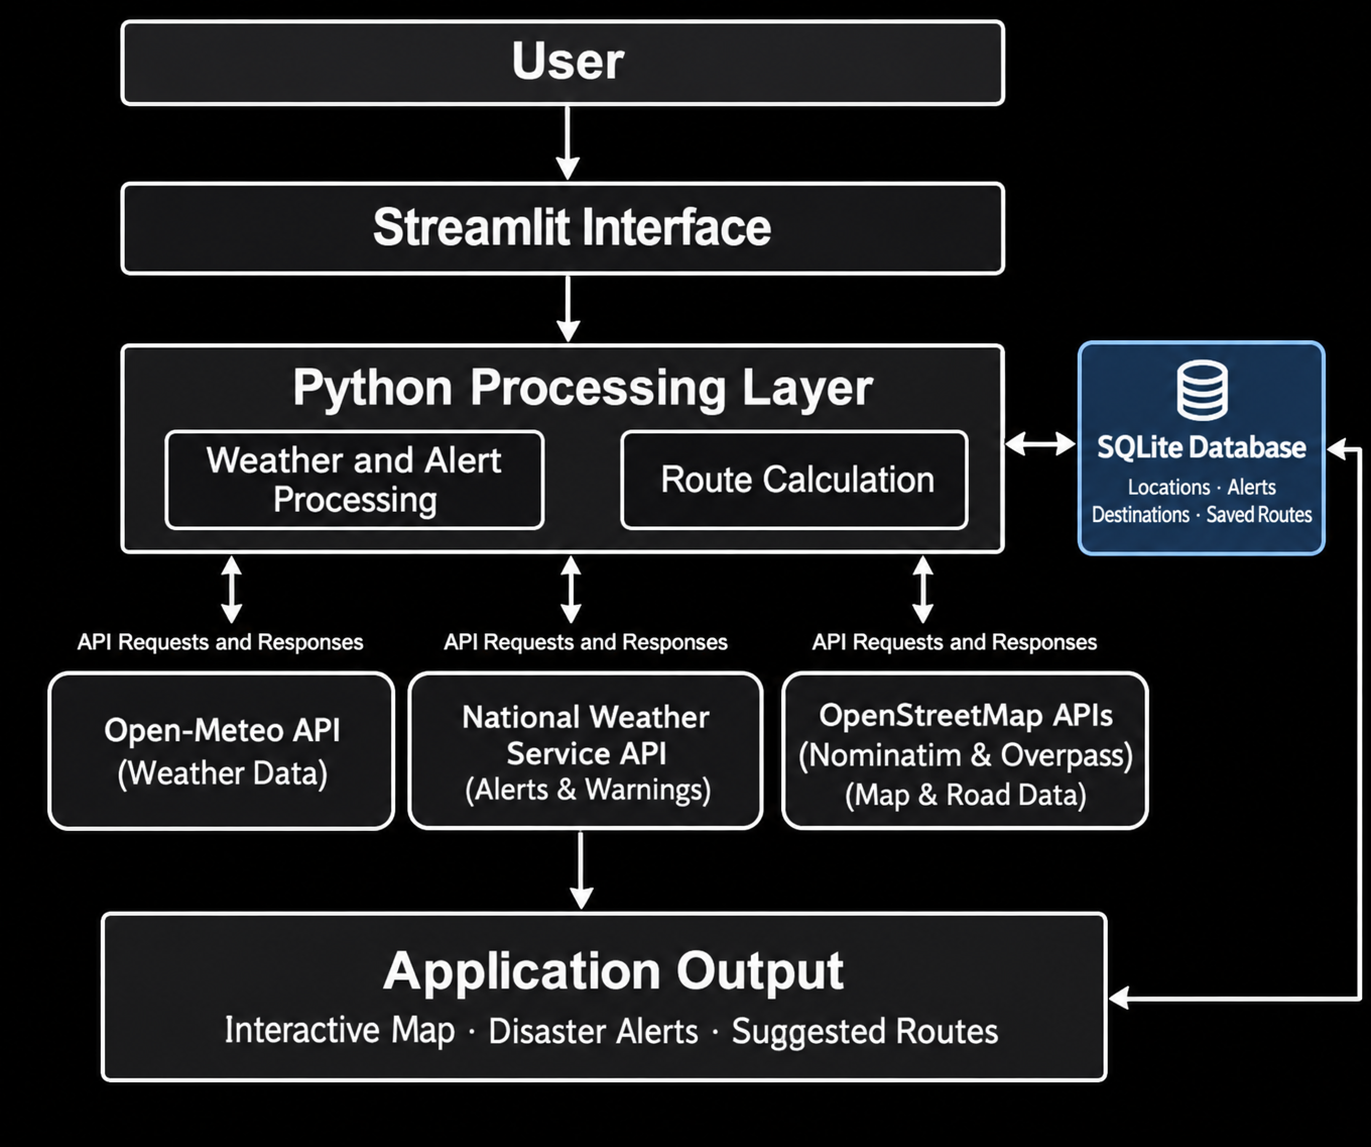 User
Streamlit Interface
Python Processing Layer
Weather and Alert
Processing
Route Calculation
SQLite Database
Locations · Alerts
Destinations · Saved Routes
API Requests and Responses
API Requests and Responses
API Requests and Responses
Open-Meteo API
(Weather Data)
National Weather
Service API
(Alerts & Warnings)
OpenStreetMap APIs
(Nominatim & Overpass)
(Map & Road Data)
Application Output
Interactive Map · Disaster Alerts · Suggested Routes